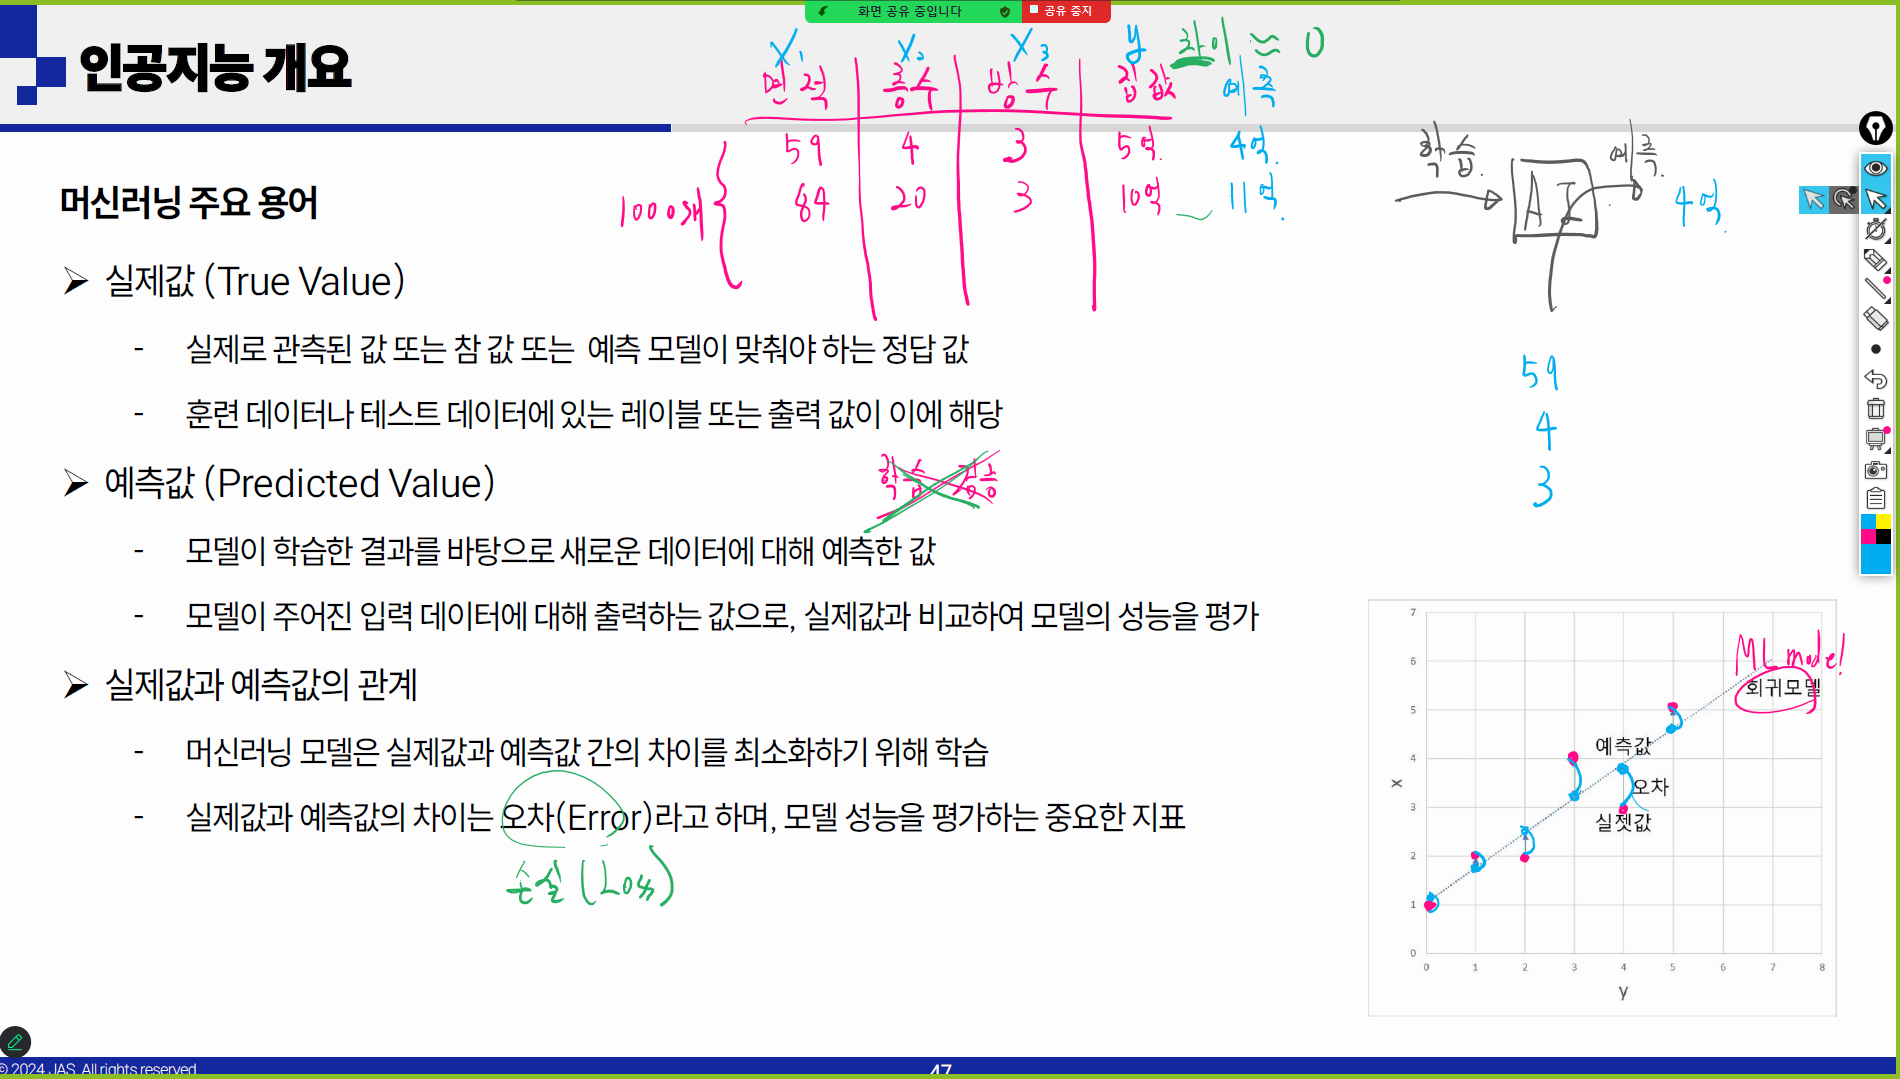 화면 공유 중입니다 공유 중지
인공지능 개요
X1 X2 X3 y 차이 ≈ 0
면적 층수 방수 집값 예측
59 4 3 5억. 4억.
84 20 3 10억 11억.
1000개
학습. AI 예측. 4억.
59
4
3
머신러닝 주요 용어
➢ 실제값 (True Value)
- 실제로 관측된 값 또는 참 값 또는 예측 모델이 맞춰야 하는 정답 값
- 훈련 데이터나 테스트 데이터에 있는 레이블 또는 출력 값이 이에 해당
학습
➢ 예측값 (Predicted Value)
- 모델이 학습한 결과를 바탕으로 새로운 데이터에 대해 예측한 값
- 모델이 주어진 입력 데이터에 대해 출력하는 값으로, 실제값과 비교하여 모델의 성능을 평가
➢ 실제값과 예측값의 관계
- 머신러닝 모델은 실제값과 예측값 간의 차이를 최소화하기 위해 학습
- 실제값과 예측값의 차이는 오차(Error)라고 하며, 모델 성능을 평가하는 중요한 지표
손실 (Loss)
ML model
회귀모델
예측값
오차
실젯값
7
6
5
4
3
2
1
0
x
0 1 2 3 4 5 6 7 8
y
© 2024 JAS. All rights reserved
47